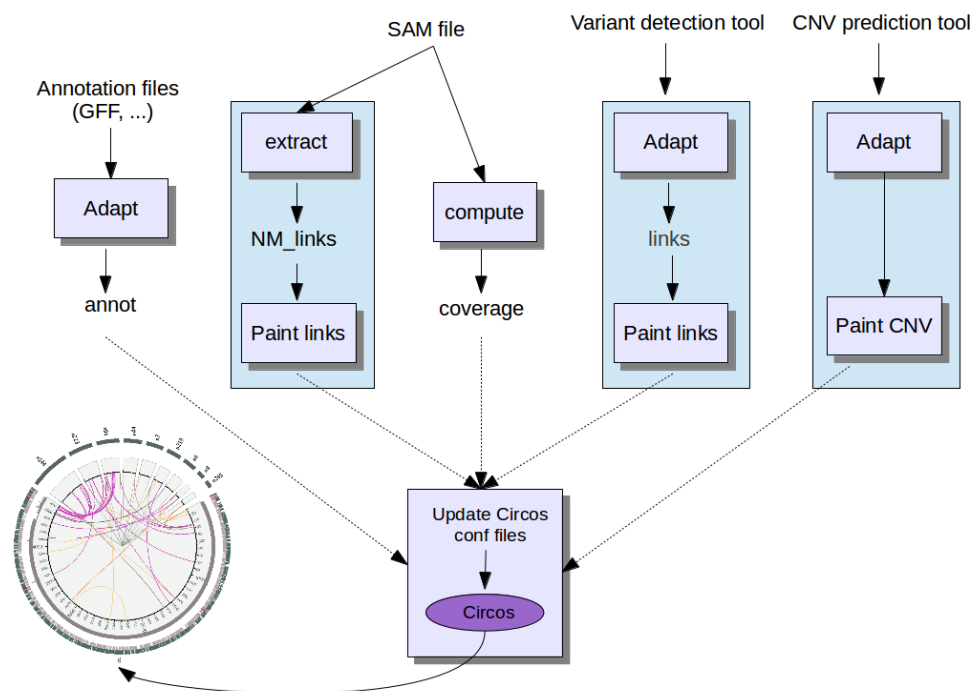 Variant detection tool
CNV prediction tool
SAM file
Annotation files
(GFF, ...)
extract
Adapt
Adapt
Adapt
compute
NM_links
links
annot
coverage
Paint links
Paint links
Paint CNV
Update Circos
conf files
Circos